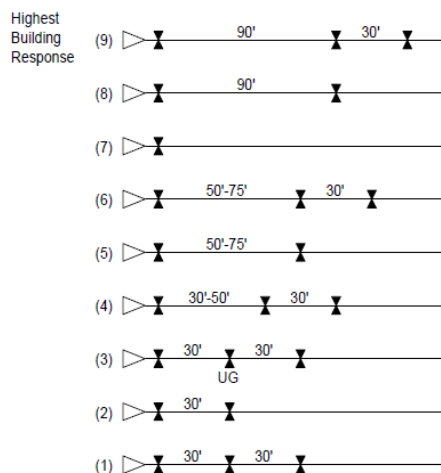 Highest
Building
Response
(9) 90' 30'
(8) 90'
(7)
(6) 50'-75' 30'
(5) 50'-75'
(4) 30'-50' 30'
(3) 30' 30'
UG
(2) 30'
(1) 30' 30'